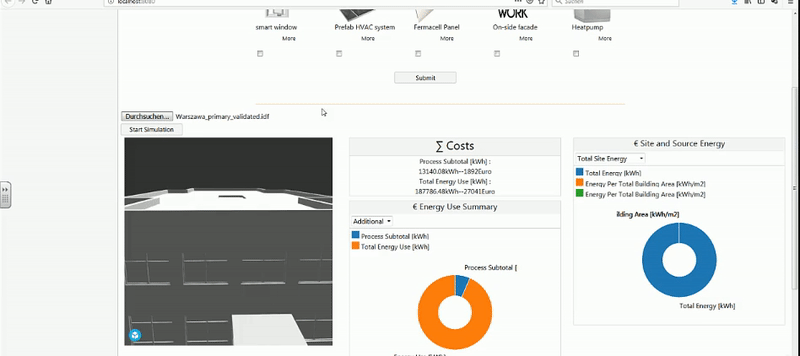 localhost:8080
Suchen
smart window
Prelab HVAC system
Fermacell Panel
WORK
On-side facade
Heatpump
More
More
More
More
More
Submit
Durchsuchen... Warszawa_primary_validated.idf
Start Simulation
∑ Costs
Process Subtotal [kWh] :
13140.08kWh--1892Euro
Total Energy Use [kWh] :
187786.48kWh--27041Euro
€ Energy Use Summary
Additional
Process Subtotal [kWh]
Total Energy Use [kWh]
Process Subtotal [
€ Site and Source Energy
Total Site Energy
Total Energy [kWh]
Energy Per Total Building Area [kWh/m2]
Energy Per Total Building Area [kWh/m2]
ilding Area [kWh/m2]
Total Energy [kWh]